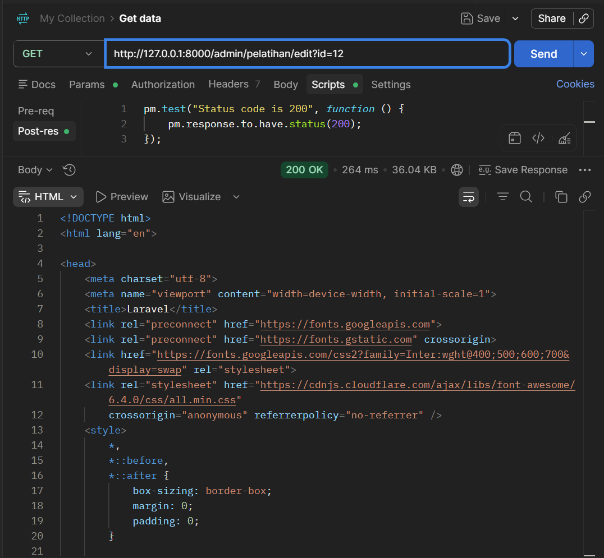 HTTP My Collection > Get data Save Share
GET http://127.0.0.1:8000/admin/pelatihan/edit?id=12 Send
Docs Params Authorization Headers 7 Body Scripts Settings Cookies
Pre-req
Post-res
1 pm.test("Status code is 200", function () {
2 pm.response.to.have.status(200);
3 });
Body 200 OK • 264 ms • 36.04 KB • e.g. Save Response
HTML Preview Visualize
1 <!DOCTYPE html>
2 <html lang="en">
3
4 <head>
5 <meta charset="utf-8">
6 <meta name="viewport" content="width=device-width, initial-scale=1">
7 <title>Laravel</title>
8 <link rel="preconnect" href="https://fonts.googleapis.com">
9 <link rel="preconnect" href="https://fonts.gstatic.com" crossorigin>
10 <link href="https://fonts.googleapis.com/css2?family=Inter:wght@400;500;600;700&
display=swap" rel="stylesheet">
11 <link rel="stylesheet" href="https://cdnjs.cloudflare.com/ajax/libs/font-awesome/
6.4.0/css/all.min.css"
12 crossorigin="anonymous" referrerpolicy="no-referrer" />
13 <style>
14 *,
15 *::before,
16 *::after {
17 box-sizing: border-box;
18 margin: 0;
19 padding: 0;
20 }
21